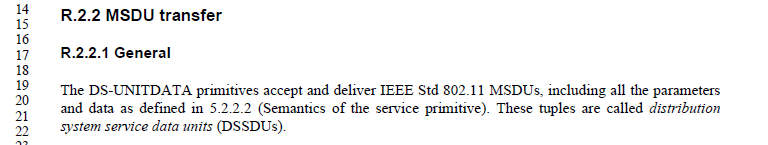 14
R.2.2 MSDU transfer
15
16
17
R.2.2.1 General
18
19
The DS-UNITDATA primitives accept and deliver IEEE Std 802.11 MSDUs, including all the parameters
20
and data as defined in 5.2.2.2 (Semantics of the service primitive). These tuples are called distribution
21
system service data units (DSSDUs).
22